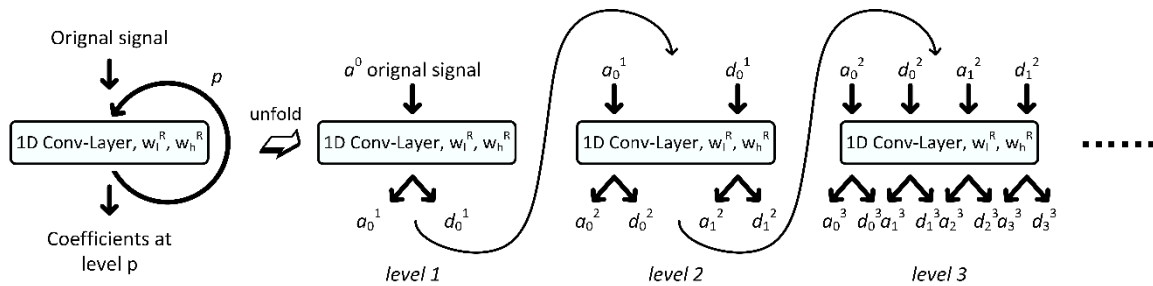 Orignal signal
p
1D Conv-Layer, wₗᴿ, wₕᴿ
Coefficients at
level p
unfold
a⁰ orignal signal
1D Conv-Layer, wₗᴿ, wₕᴿ
a₀¹ d₀¹
level 1
a₀¹ d₀¹
1D Conv-Layer, wₗᴿ, wₕᴿ
a₀² d₀² a₁² d₁²
level 2
a₀² d₀² a₁² d₁²
1D Conv-Layer, wₗᴿ, wₕᴿ
a₀³ d₀³ a₁³ d₁³ a₂³ d₂³ a₃³ d₃³
level 3